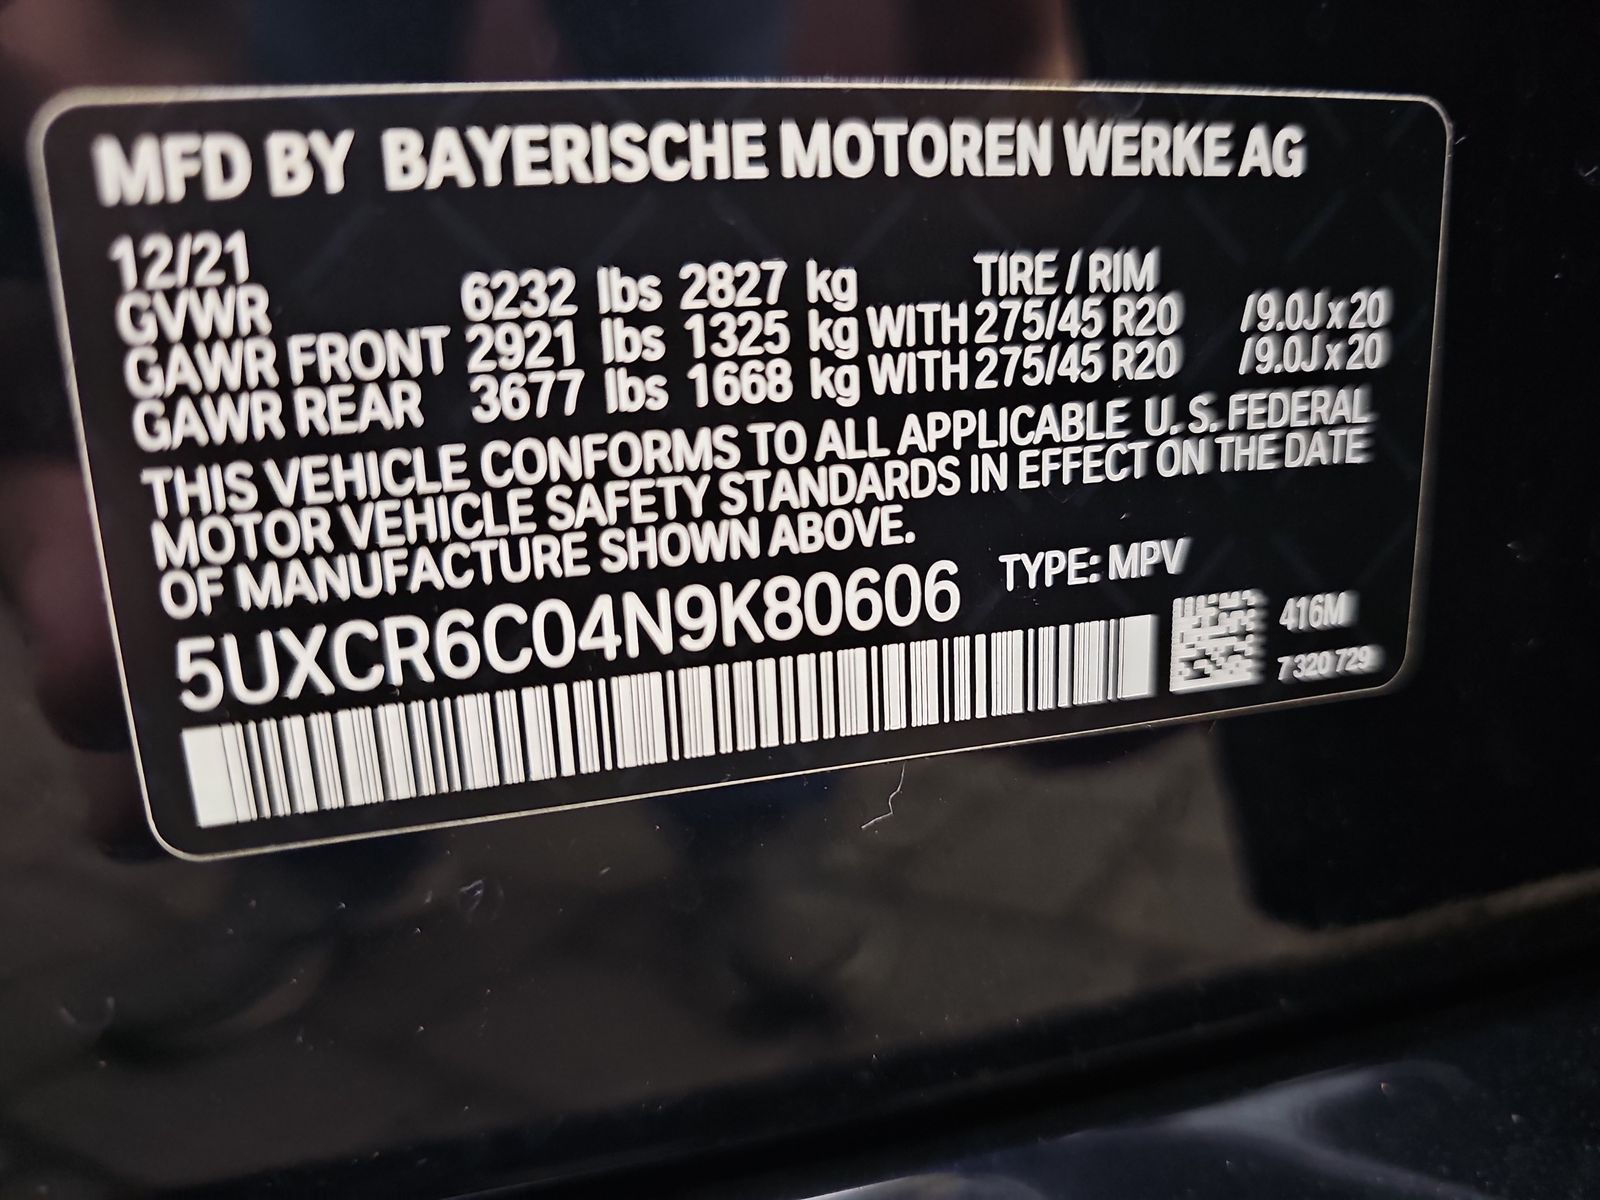 MFD BY BAYERISCHE MOTOREN WERKE AG
12/21
TIRE / RIM
GVWR 6232 lbs 2827 kg
GAWR FRONT 2921 lbs 1325 kg WITH 275/45 R20 /9.0J x 20
GAWR REAR 3677 lbs 1668 kg WITH 275/45 R20 /9.0J x 20
THIS VEHICLE CONFORMS TO ALL APPLICABLE U. S. FEDERAL
MOTOR VEHICLE SAFETY STANDARDS IN EFFECT ON THE DATE
OF MANUFACTURE SHOWN ABOVE.
5UXCR6C04N9K80606 TYPE: MPV
416M
7 320 729